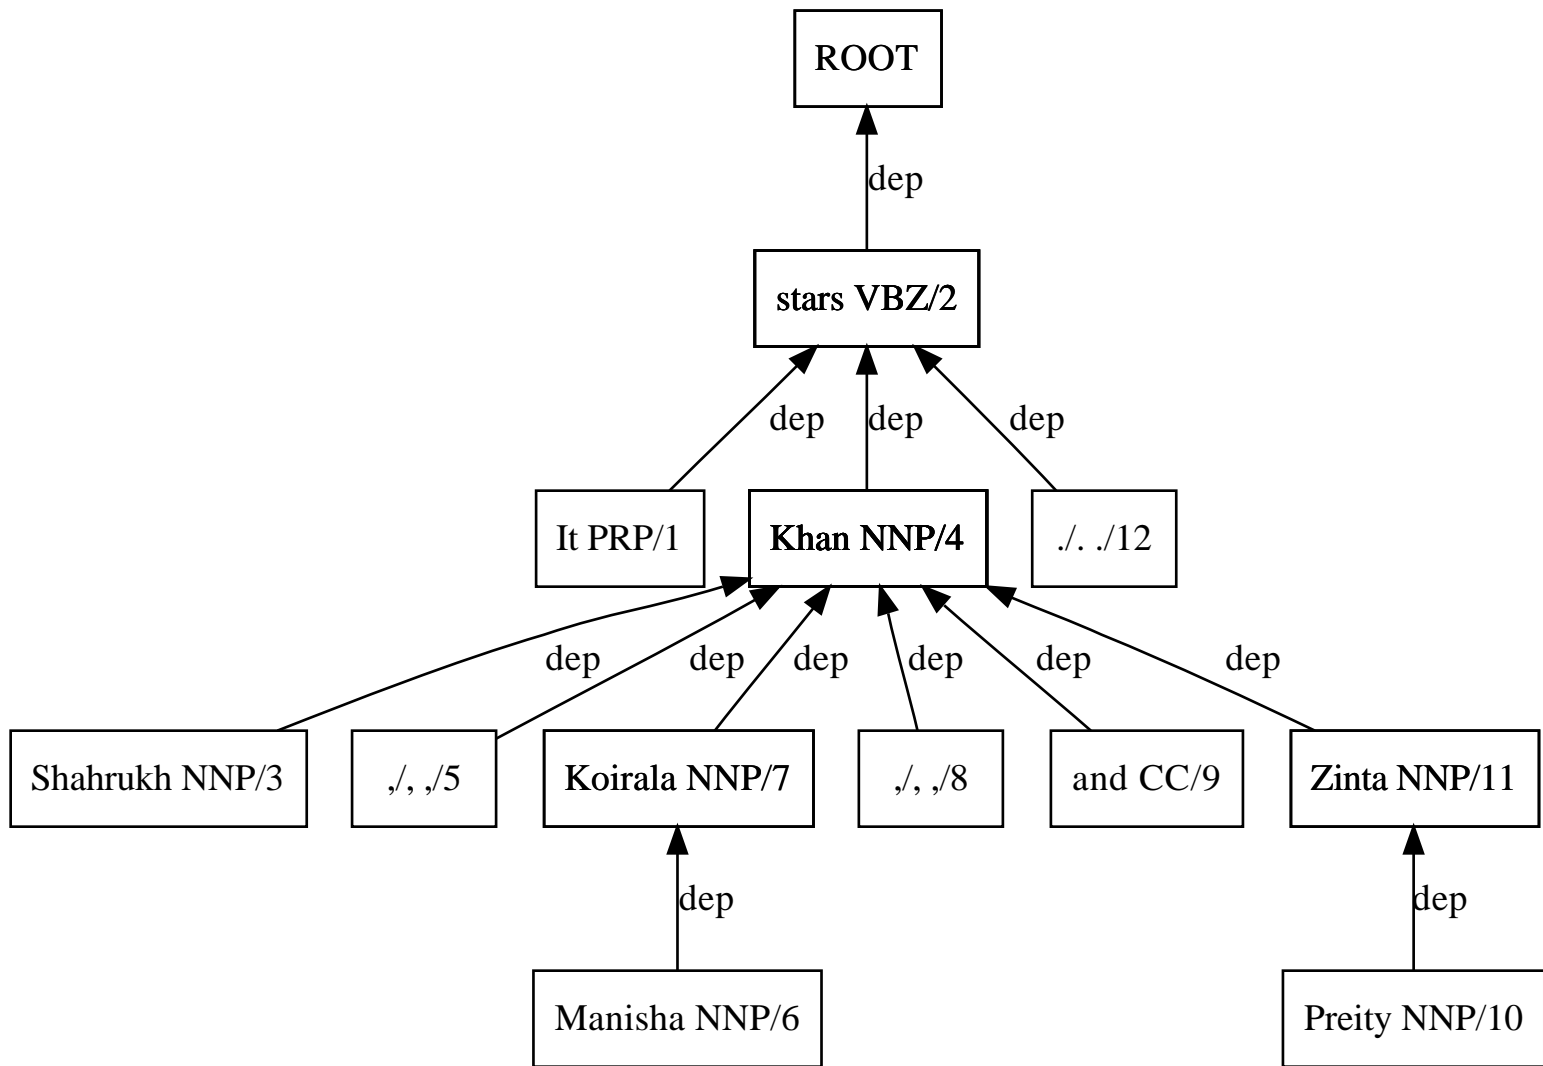 ROOT
dep
stars VBZ/2
dep dep dep
It PRP/1 Khan NNP/4 ./. ./12
dep dep dep dep dep dep
Shahrukh NNP/3 ,/, ,/5 Koirala NNP/7 ,/, ,/8 and CC/9 Zinta NNP/11
dep dep
Manisha NNP/6 Preity NNP/10